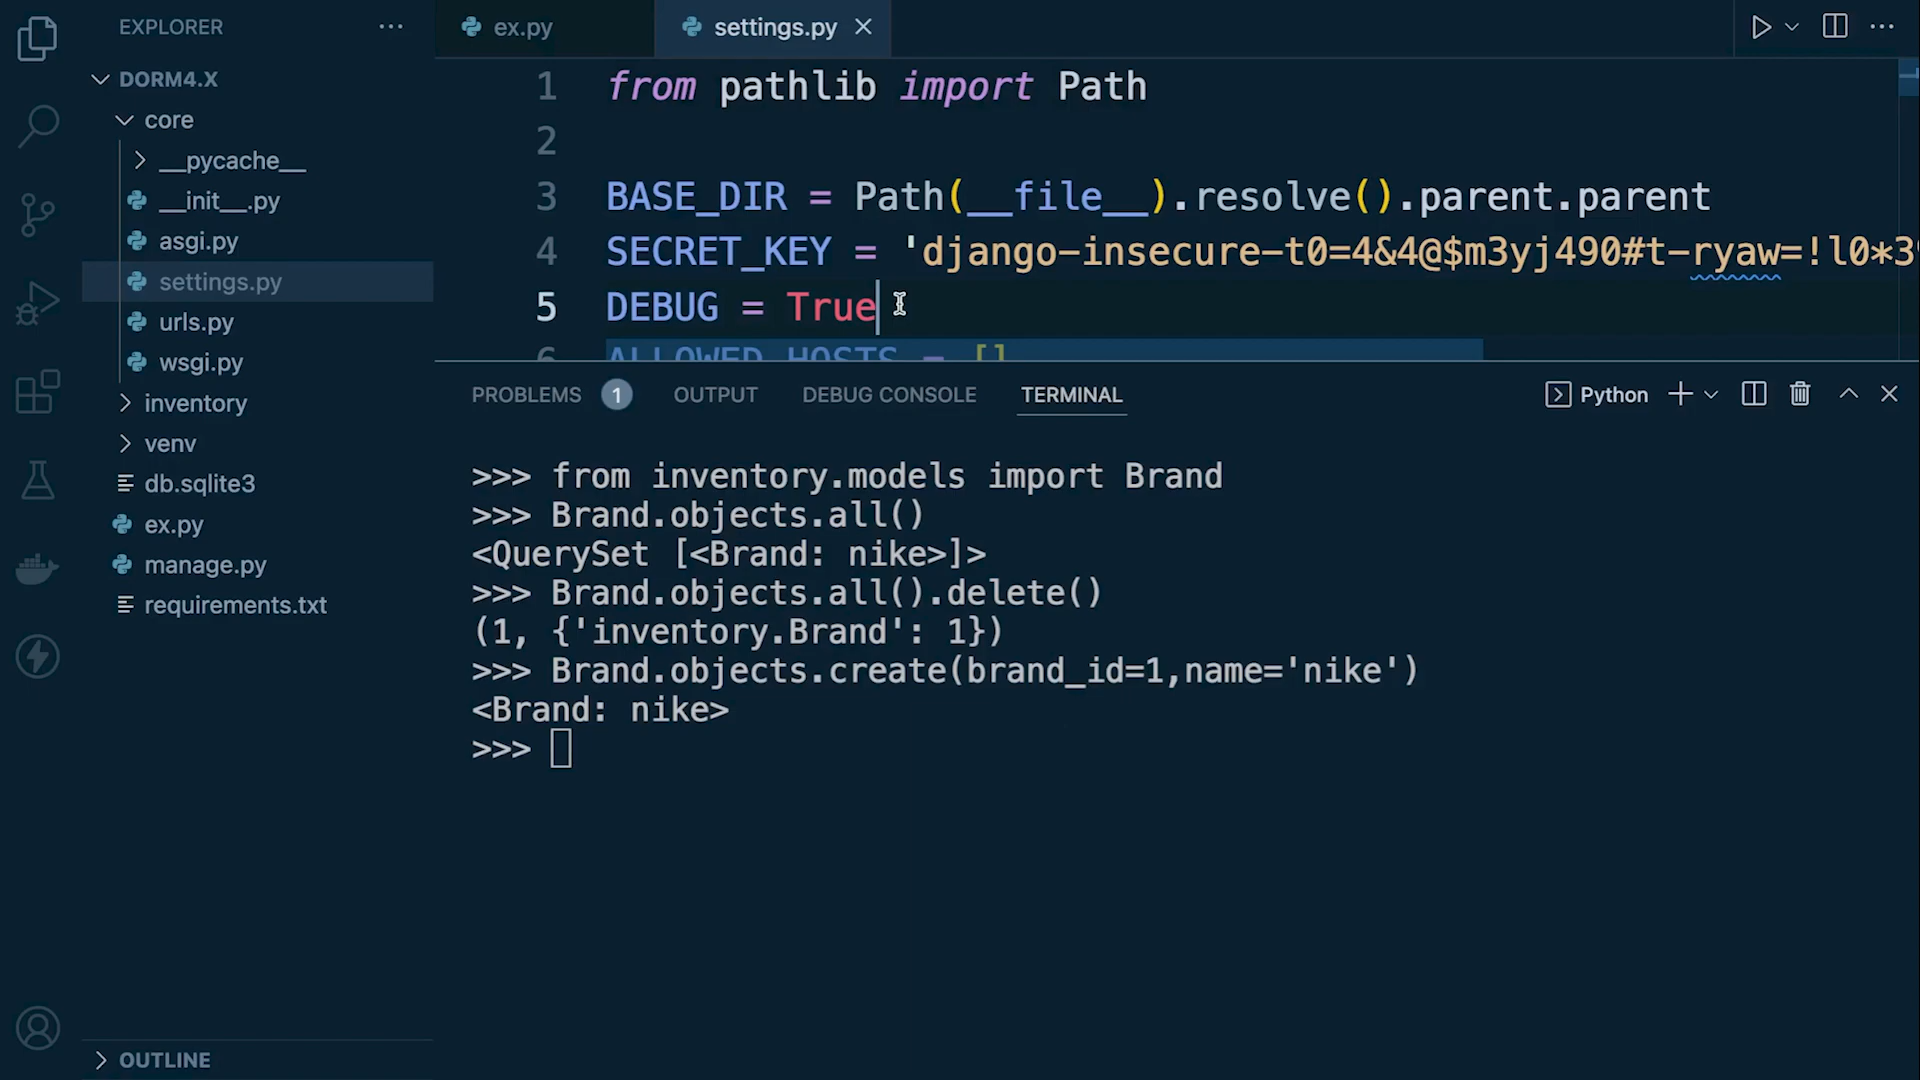 EXPLORER
DORM4.X
core
__pycache__
__init__.py
asgi.py
settings.py
urls.py
wsgi.py
inventory
venv
db.sqlite3
ex.py
manage.py
requirements.txt
OUTLINE
ex.py
settings.py
1 from pathlib import Path
2
3 BASE_DIR = Path(__file__).resolve().parent.parent
4 SECRET_KEY = 'django-insecure-t0=4&4@$m3yj490#t-ryaw=!l0*39
5 DEBUG = True
6 ALLOWED_HOSTS = []
PROBLEMS 1 OUTPUT DEBUG CONSOLE TERMINAL Python
>>> from inventory.models import Brand
>>> Brand.objects.all()
<QuerySet [<Brand: nike>]>
>>> Brand.objects.all().delete()
(1, {'inventory.Brand': 1})
>>> Brand.objects.create(brand_id=1,name='nike')
<Brand: nike>
>>>